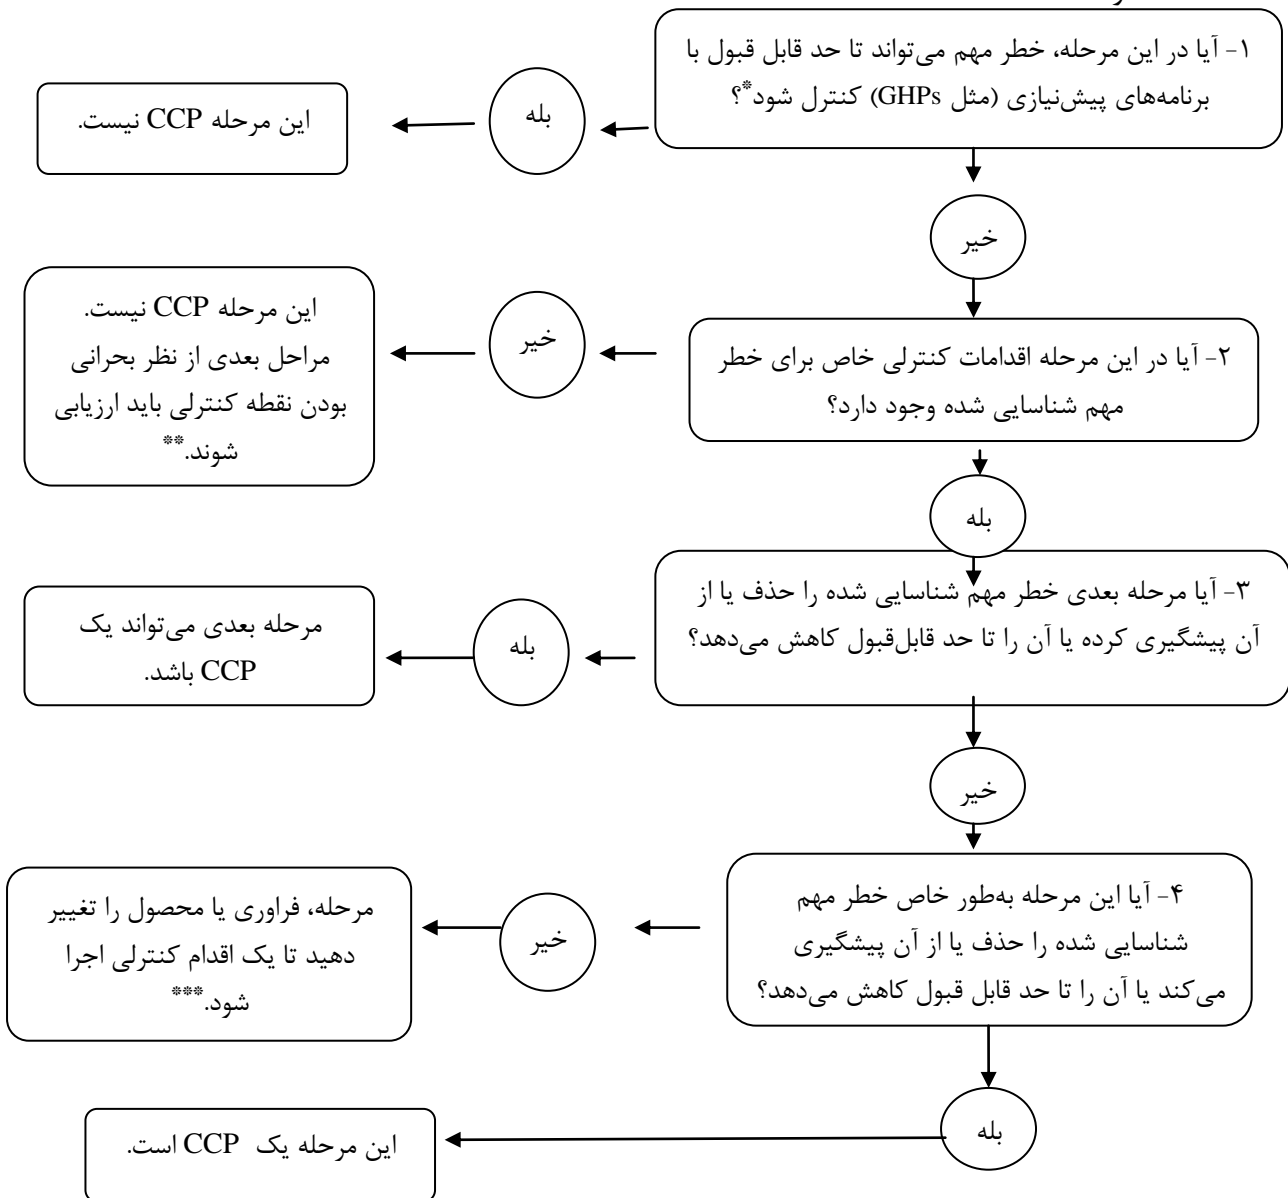 ۱- آیا در این مرحله، خطر مهم می‌تواند تا حد قابل قبول با
برنامه‌های پیش‌نیازی (مثل GHPs) کنترل شود*؟
بله
این مرحله CCP نیست.
خیر
۲- آیا در این مرحله اقدامات کنترلی خاص برای خطر
مهم شناسایی شده وجود دارد؟
خیر
این مرحله CCP نیست.
مراحل بعدی از نظر بحرانی
بودن نقطه کنترلی باید ارزیابی
شوند.**
بله
۳- آیا مرحله بعدی خطر مهم شناسایی شده را حذف یا از
آن پیشگیری کرده یا آن را تا حد قابل‌قبول کاهش می‌دهد؟
بله
مرحله بعدی می‌تواند یک
CCP باشد.
خیر
۴- آیا این مرحله به‌طور خاص خطر مهم
شناسایی شده را حذف یا از آن پیشگیری
می‌کند یا آن را تا حد قابل قبول کاهش می‌دهد؟
خیر
مرحله، فراوری یا محصول را تغییر
دهید تا یک اقدام کنترلی اجرا
شود.***
بله
این مرحله یک CCP است.